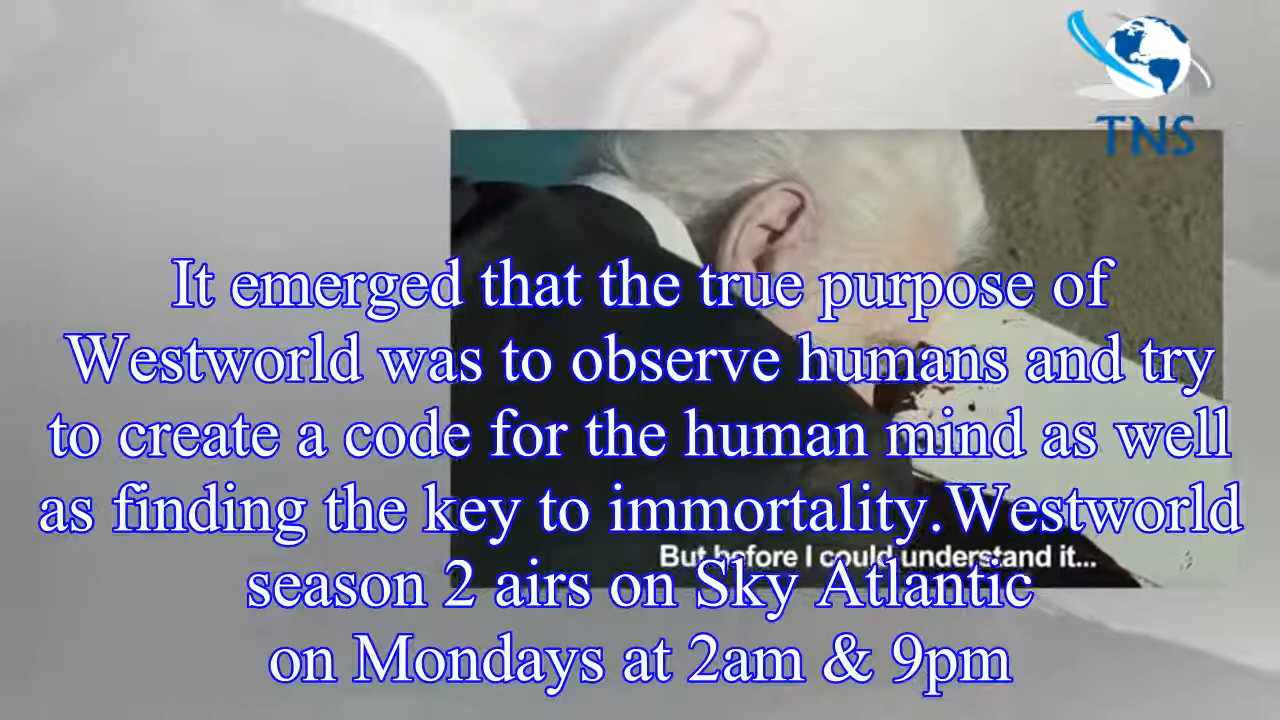 TNS
It emerged that the true purpose of
Westworld was to observe humans and try
to create a code for the human mind as well
as finding the key to immortality.Westworld
But before I could understand it...
season 2 airs on Sky Atlantic
on Mondays at 2am & 9pm